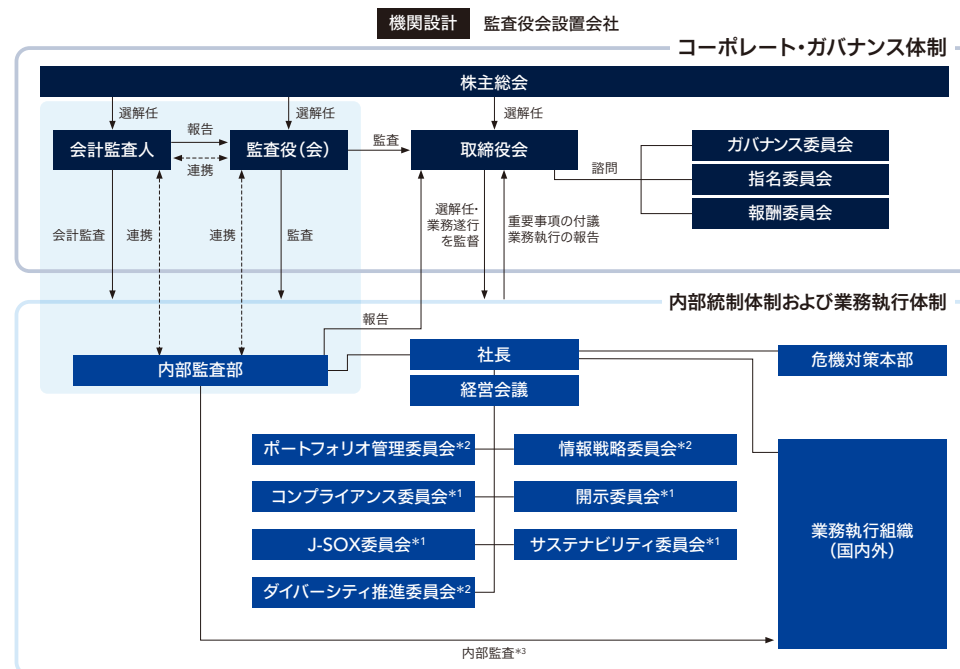 機関設計 監査役会設置会社
コーポレート・ガバナンス体制
株主総会
選解任
選解任
選解任
会計監査人
報告
連携
監査役(会)
監査
取締役会
諮問
ガバナンス委員会
指名委員会
報酬委員会
会計監査
連携
連携
監査
選解任・
業務遂行
を監督
重要事項の付議
業務執行の報告
内部統制体制および業務執行体制
報告
内部監査部
社長
経営会議
危機対策本部
ポートフォリオ管理委員会*2
情報戦略委員会*2
コンプライアンス委員会*1
開示委員会*1
J-SOX委員会*1
サステナビリティ委員会*1
ダイバーシティ推進委員会*2
業務執行組織
(国内外)
内部監査*3